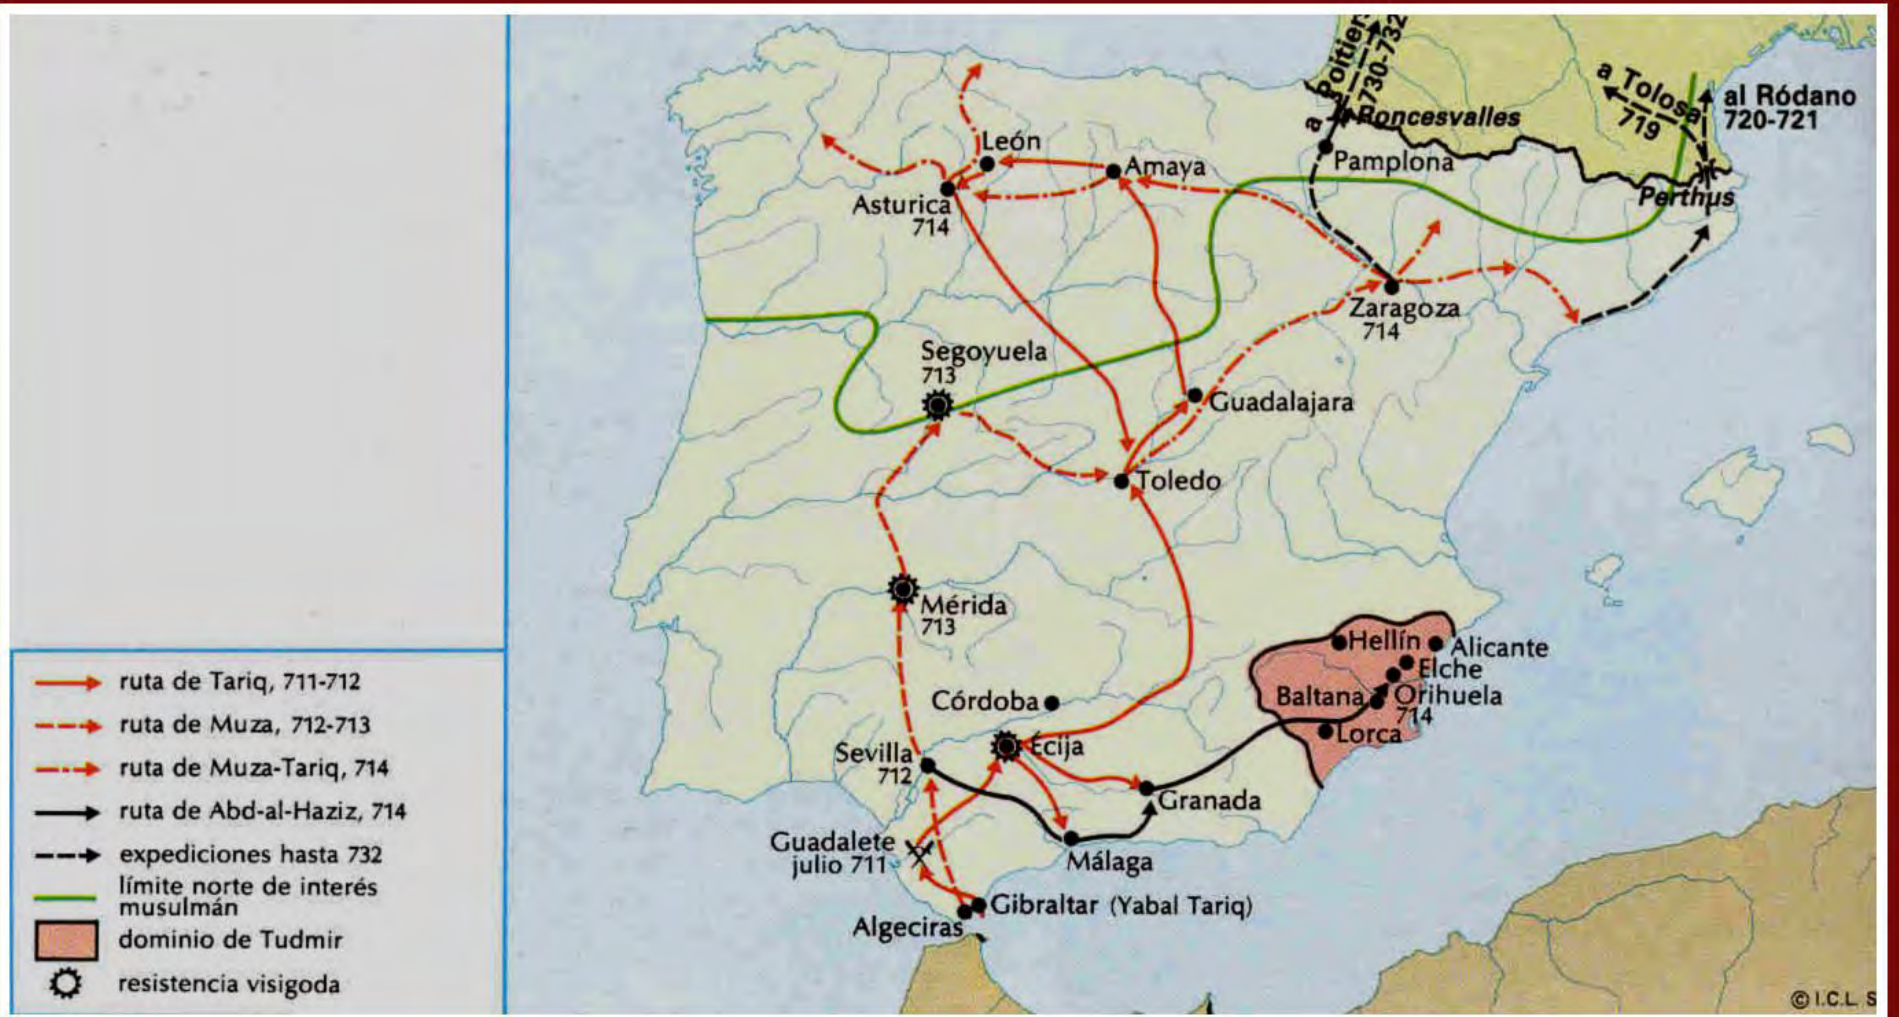 a Poitiers
730-732
a Tolosa
719
al Ródano
720-721
Roncesvalles
Pamplona
Perthus
León
Amaya
Asturica
714
Zaragoza
714
Segoyuela
713
Guadalajara
Toledo
Mérida
713
Hellín
Alicante
Elche
Baltana
Orihuela
714
Lorca
Córdoba
Écija
Sevilla
712
Granada
Guadalete
julio 711
Málaga
Gibraltar (Yabal Tariq)
Algeciras
ruta de Tariq, 711-712
ruta de Muza, 712-713
ruta de Muza-Tariq, 714
ruta de Abd-al-Haziz, 714
expediciones hasta 732
límite norte de interés
musulmán
dominio de Tudmir
resistencia visigoda
© I.C.L. S